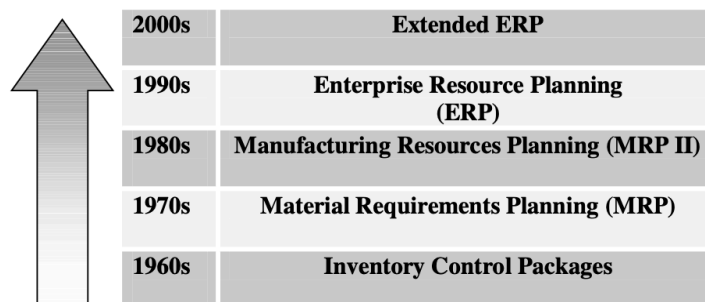 2000s Extended ERP
1990s Enterprise Resource Planning
(ERP)
1980s Manufacturing Resources Planning (MRP II)
1970s Material Requirements Planning (MRP)
1960s Inventory Control Packages